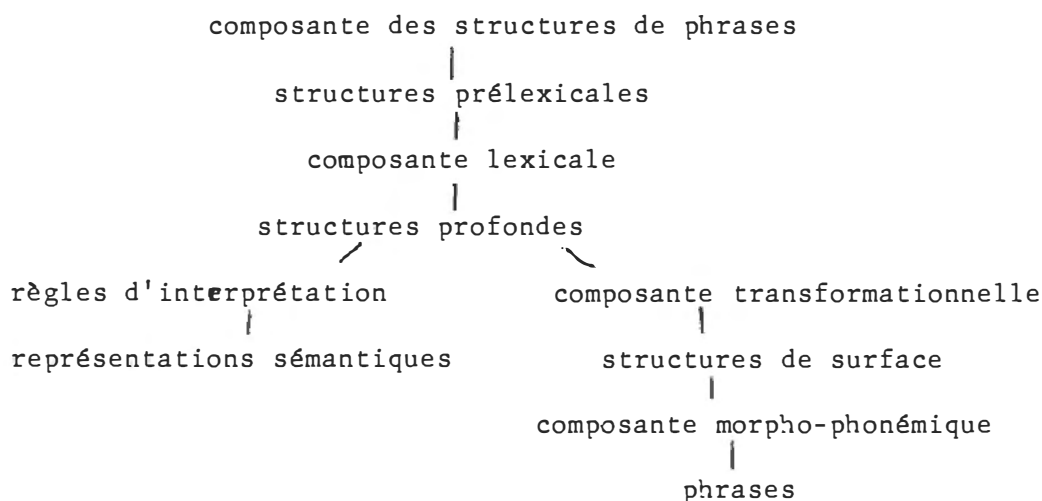 composante des structures de phrases
structures prélexicales
composante lexicale
structures profondes
règles d'interprétation composante transformationnelle
représentations sémantiques structures de surface
composante morpho-phonémique
phrases